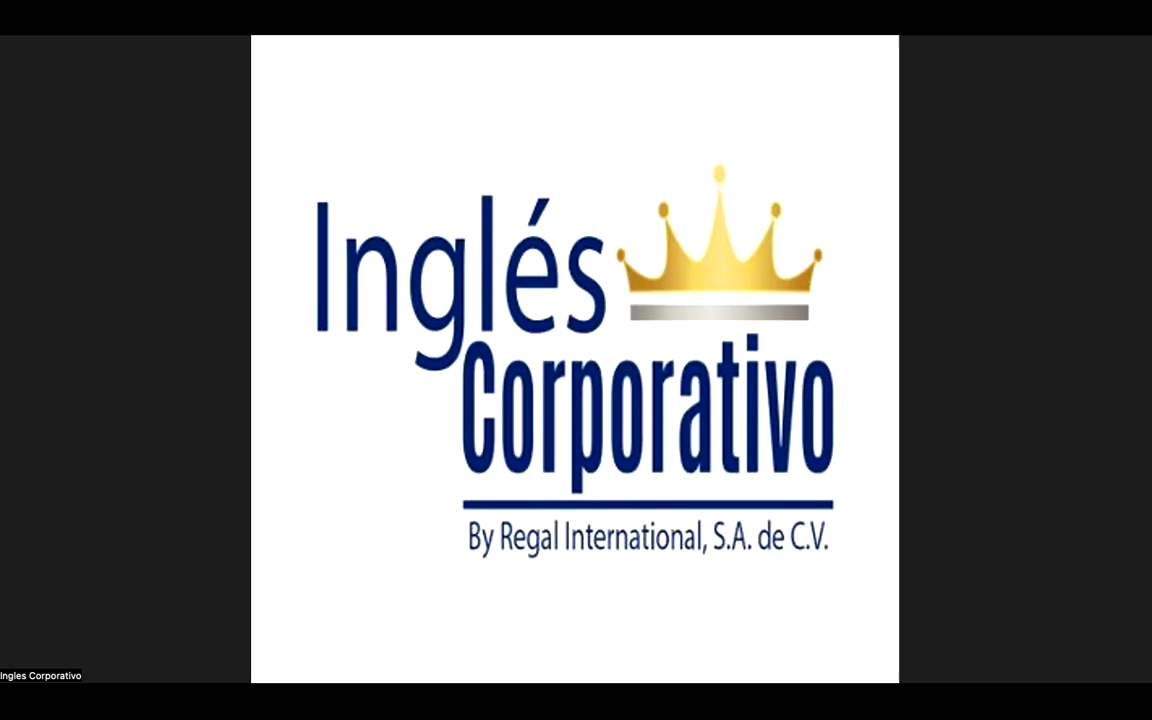 Inglés
Corporativo
By Regal International, S.A. de C.V.
Ingles Corporativo